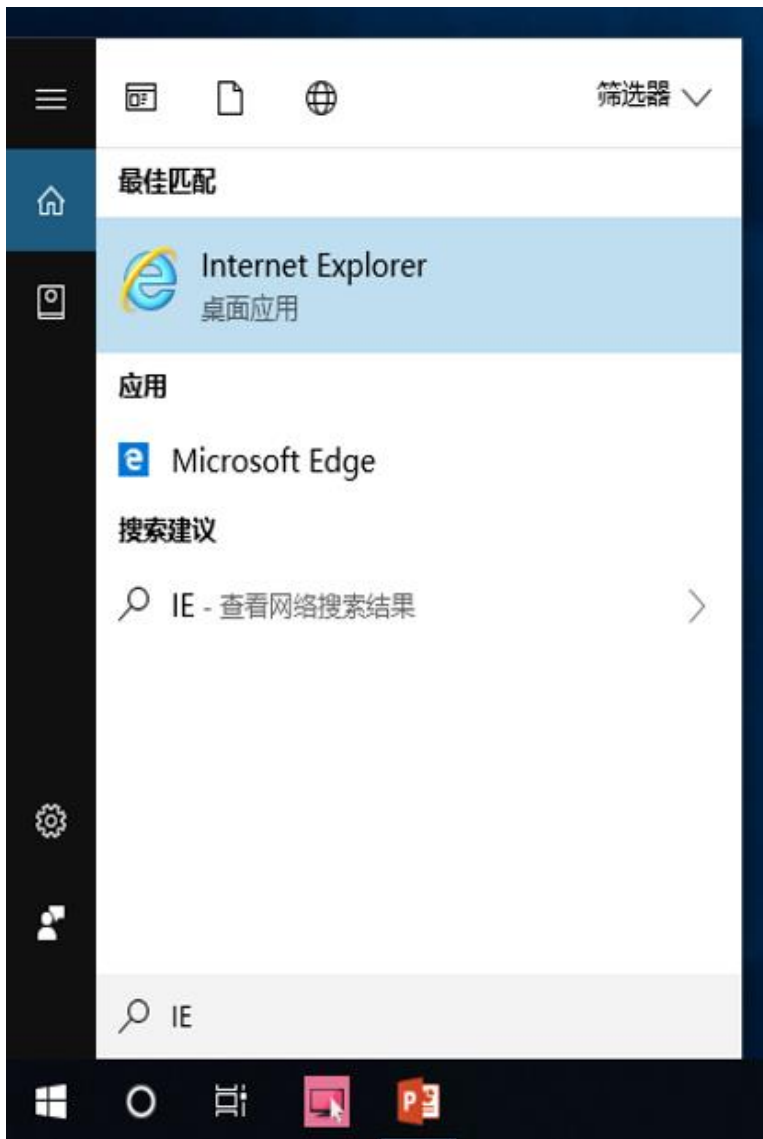 筛选器
最佳匹配
Internet Explorer
桌面应用
应用
Microsoft Edge
搜索建议
IE - 查看网络搜索结果
IE